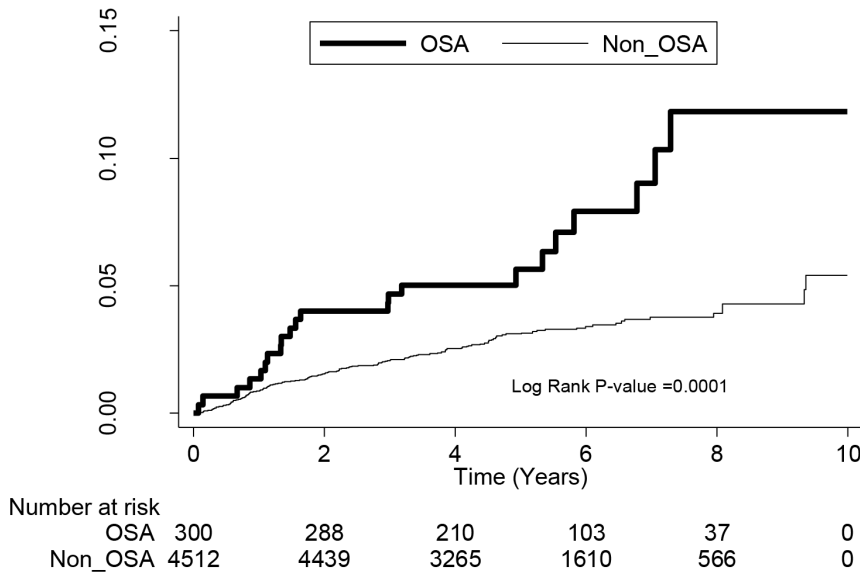 0.15
OSA Non_OSA
0.10
0.05
Log Rank P-value =0.0001
0.00
0 2 4 6 8 10
Time (Years)
Number at risk
OSA 300 288 210 103 37 0
Non_OSA 4512 4439 3265 1610 566 0